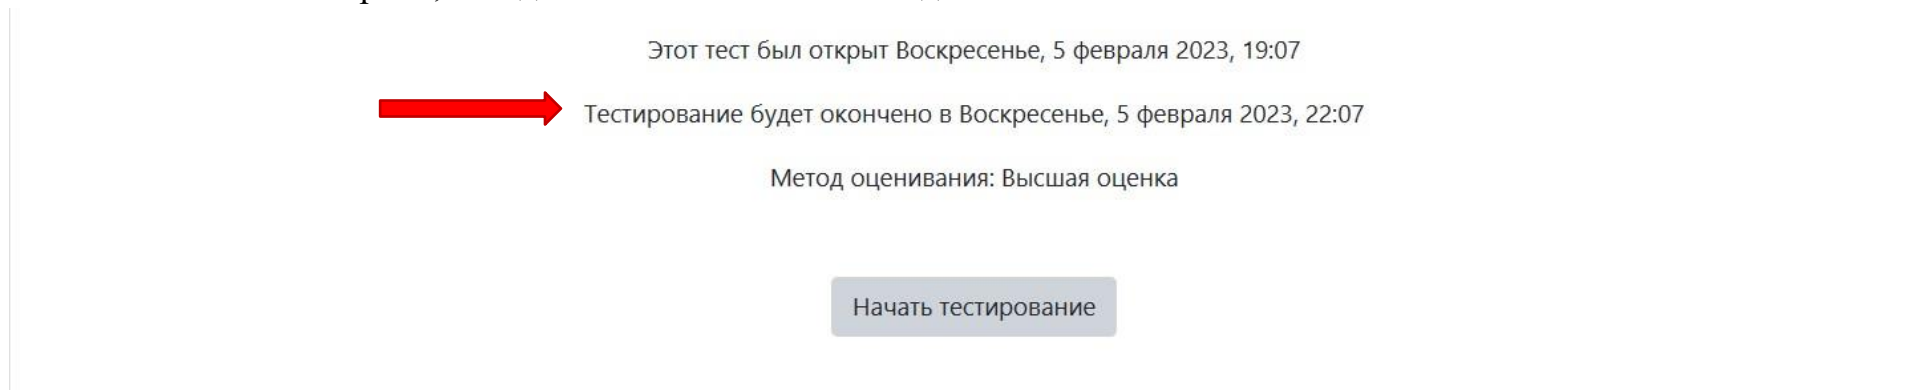 Этот тест был открыт Воскресенье, 5 февраля 2023, 19:07
Тестирование будет окончено в Воскресенье, 5 февраля 2023, 22:07
Метод оценивания: Высшая оценка
Начать тестирование